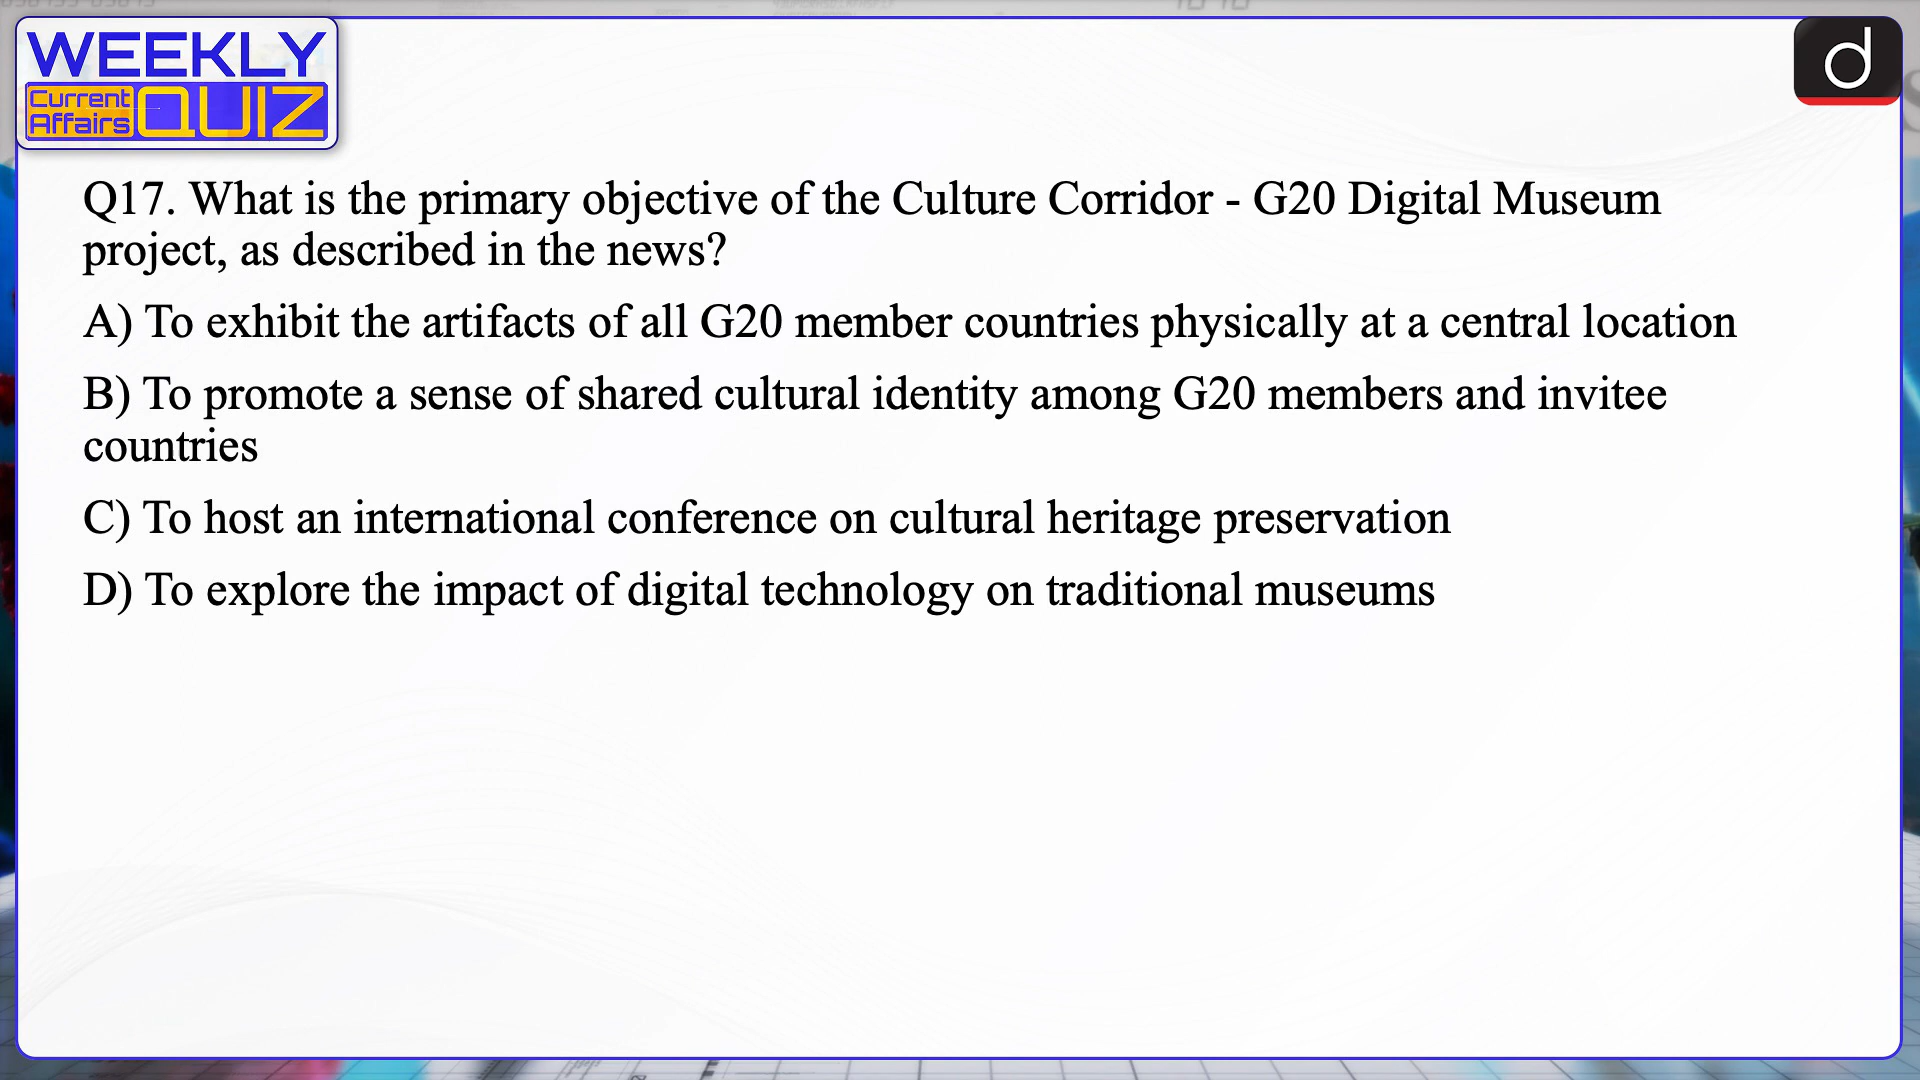 WEEKLY
Current
Affairs
QUIZ
d
Q17. What is the primary objective of the Culture Corridor - G20 Digital Museum
project, as described in the news?
A) To exhibit the artifacts of all G20 member countries physically at a central location
B) To promote a sense of shared cultural identity among G20 members and invitee
countries
C) To host an international conference on cultural heritage preservation
D) To explore the impact of digital technology on traditional museums